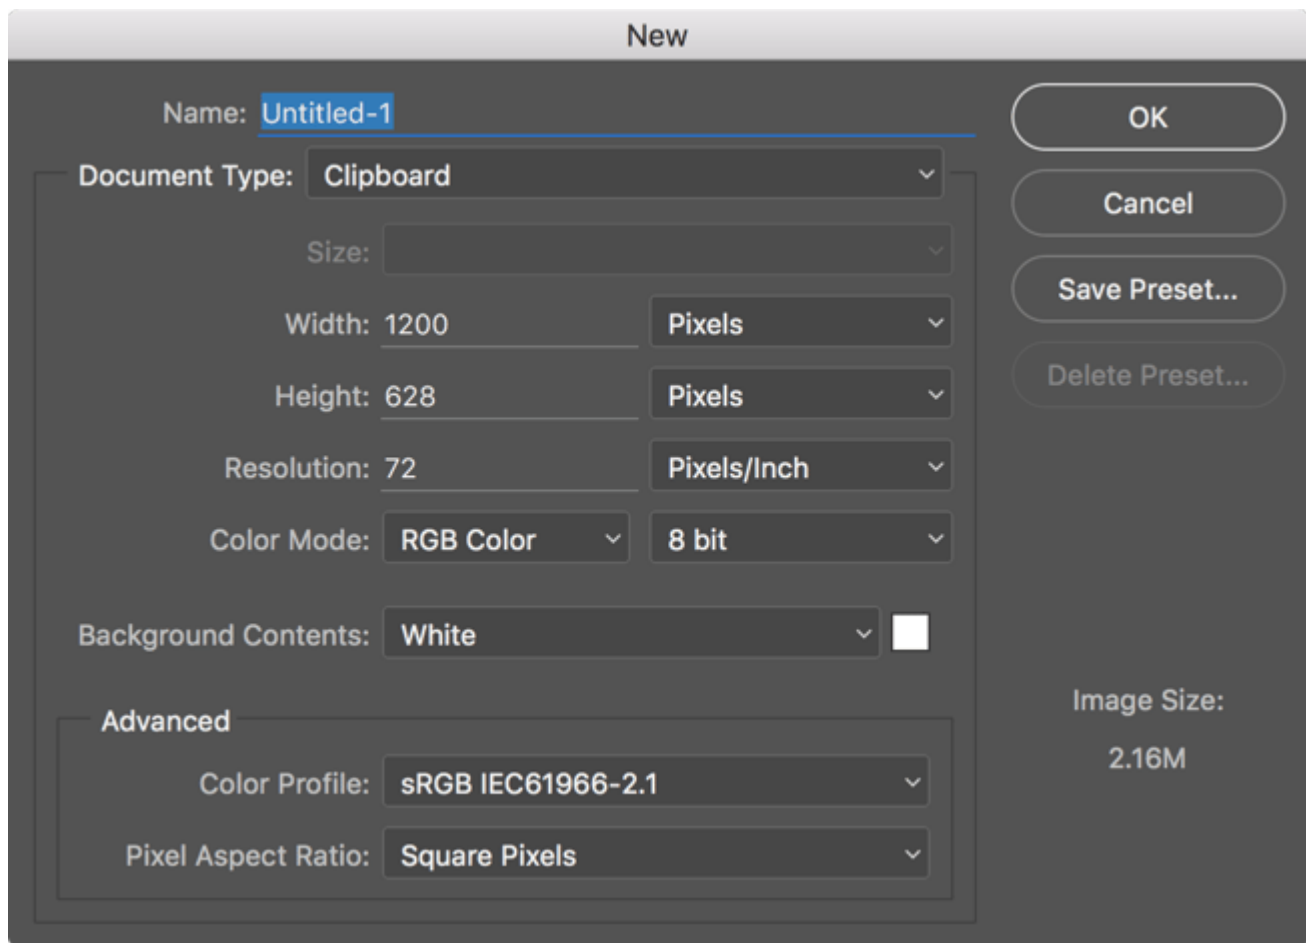 New
Name: Untitled-1
OK
Document Type: Clipboard
Cancel
Size:
Save Preset...
Width: 1200 Pixels
Delete Preset...
Height: 628 Pixels
Resolution: 72 Pixels/Inch
Color Mode: RGB Color 8 bit
Background Contents: White
Image Size:
2.16M
Advanced
Color Profile: sRGB IEC61966-2.1
Pixel Aspect Ratio: Square Pixels